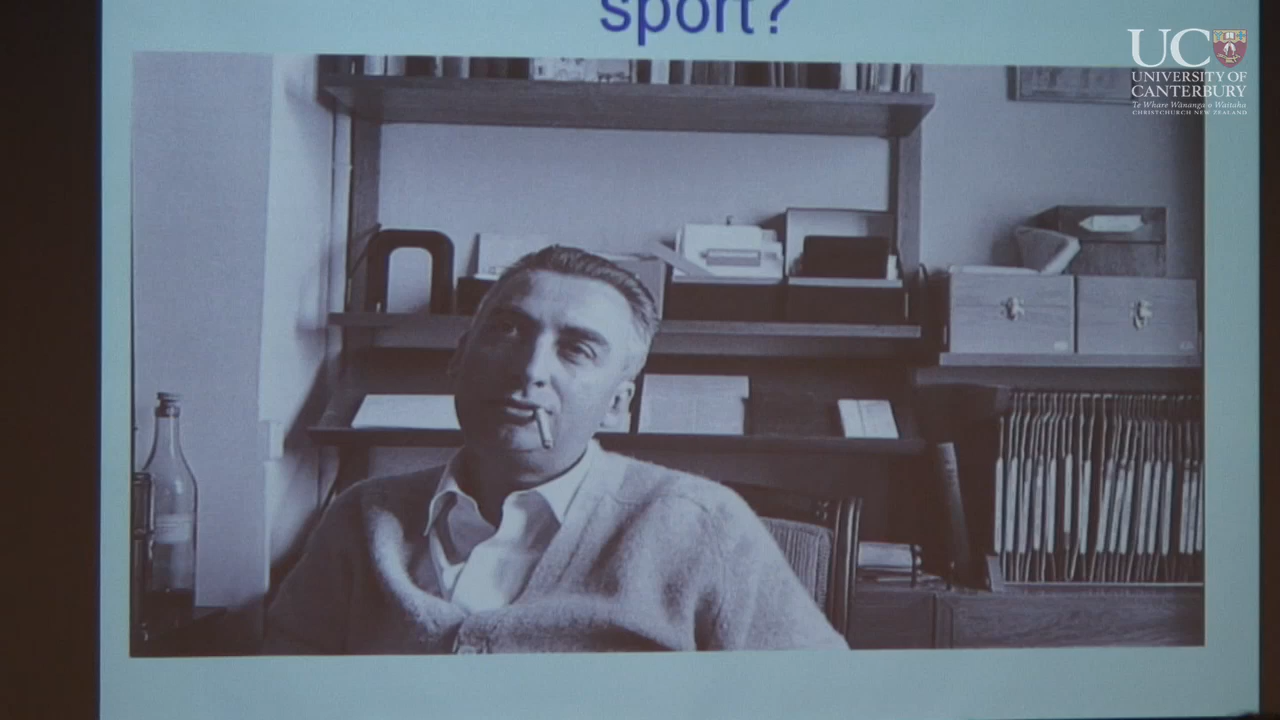 sport?
UC
UNIVERSITY OF
CANTERBURY
Te Whare Wānanga o Waitaha
CHRISTCHURCH NEW ZEALAND